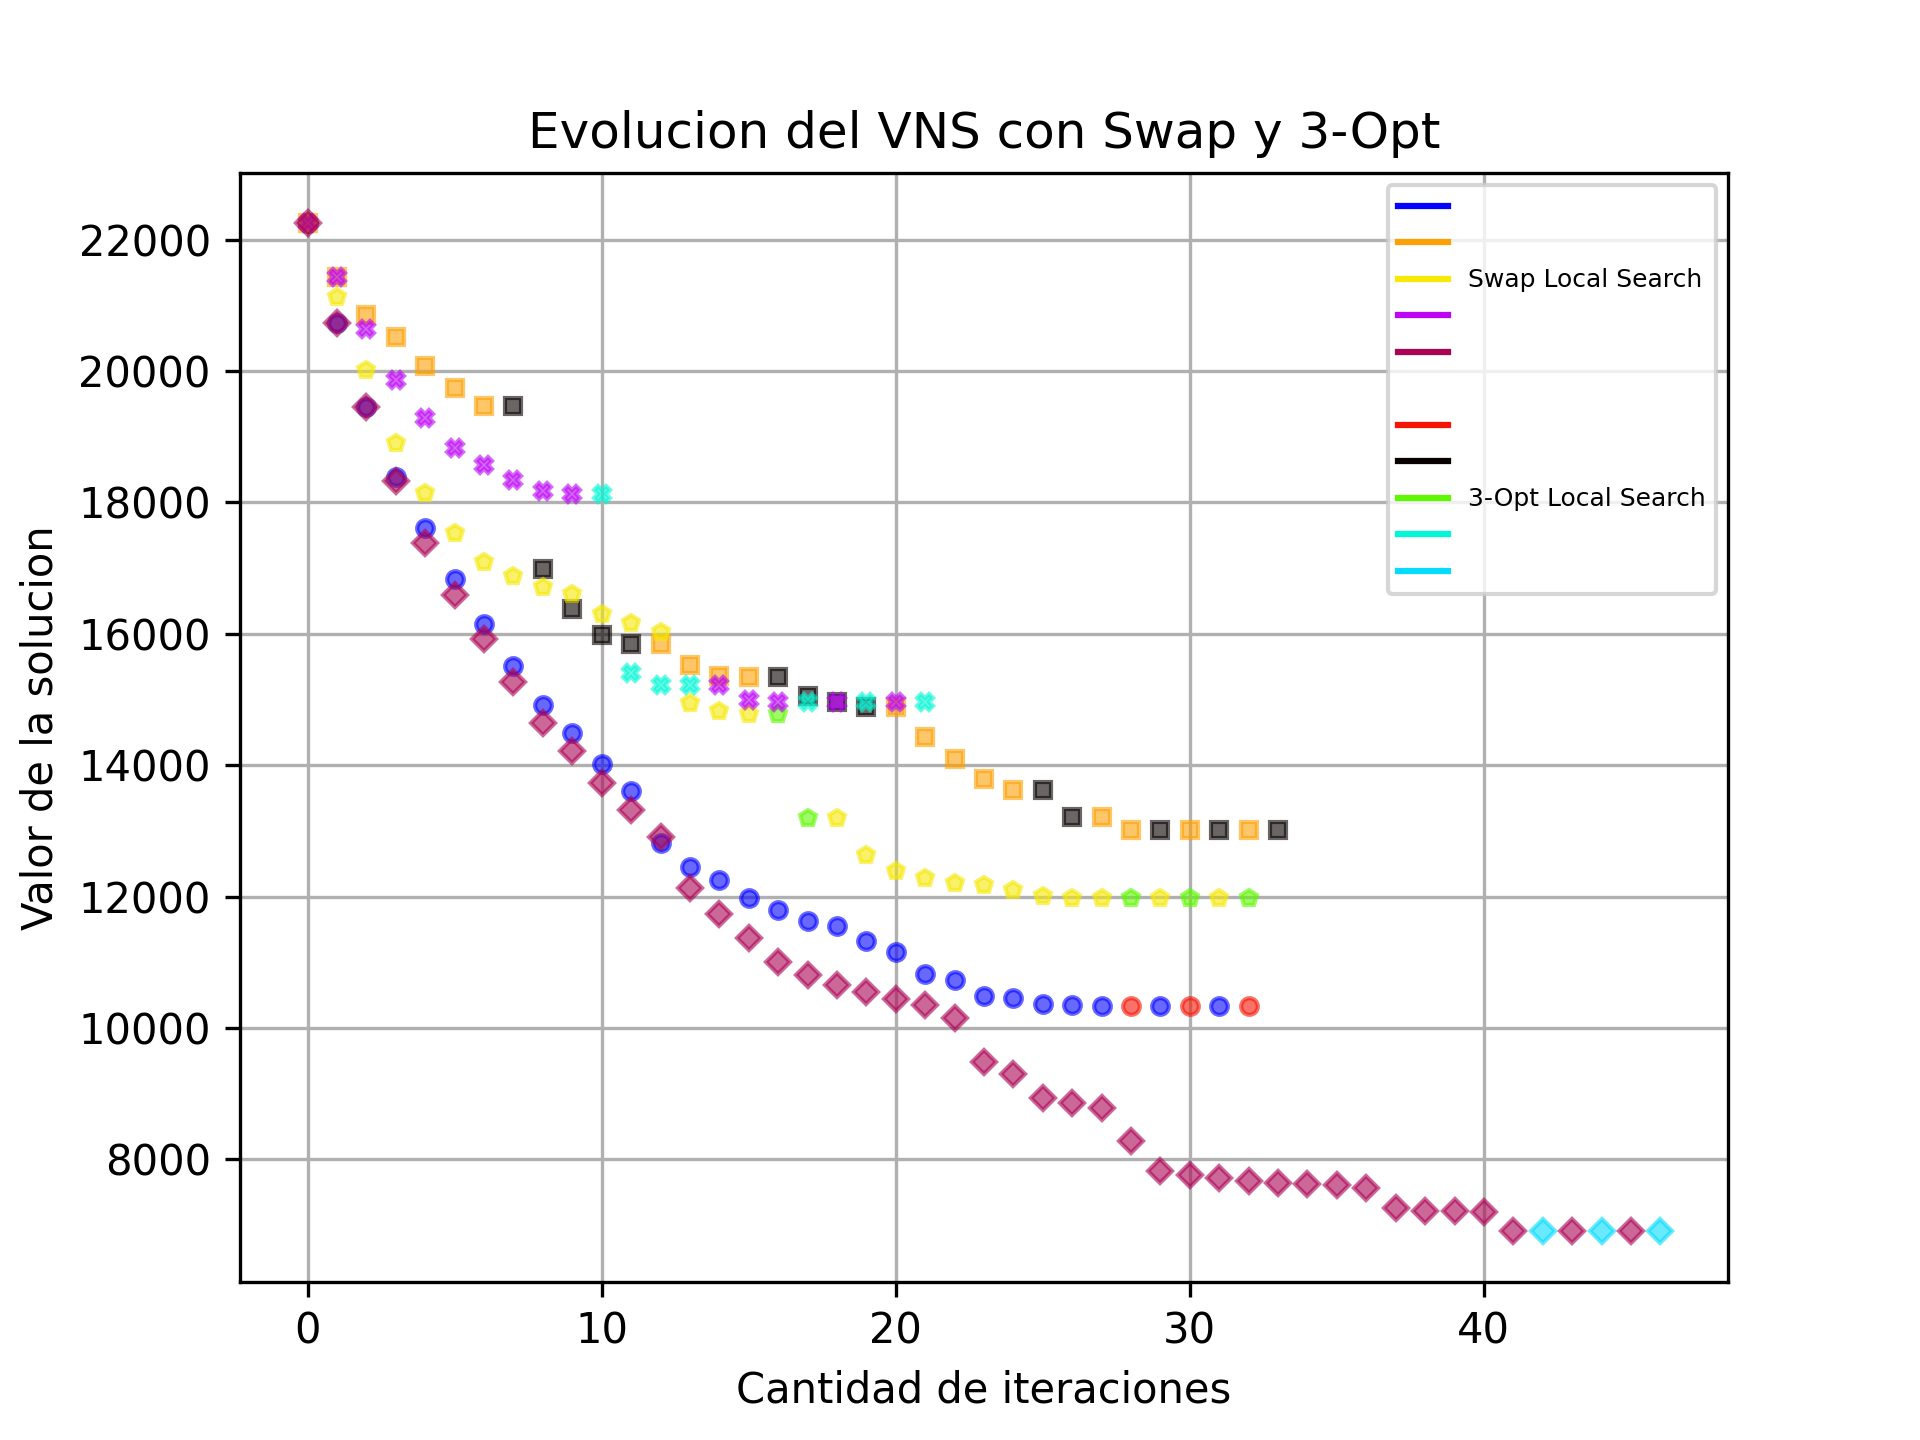 Evolucion del VNS con Swap y 3-Opt
22000
20000
18000
16000
14000
12000
10000
8000
Valor de la solucion
Swap Local Search
3-Opt Local Search
0 10 20 30 40
Cantidad de iteraciones